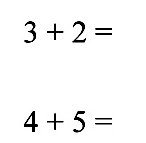 3 + 2 =
4 + 5 =